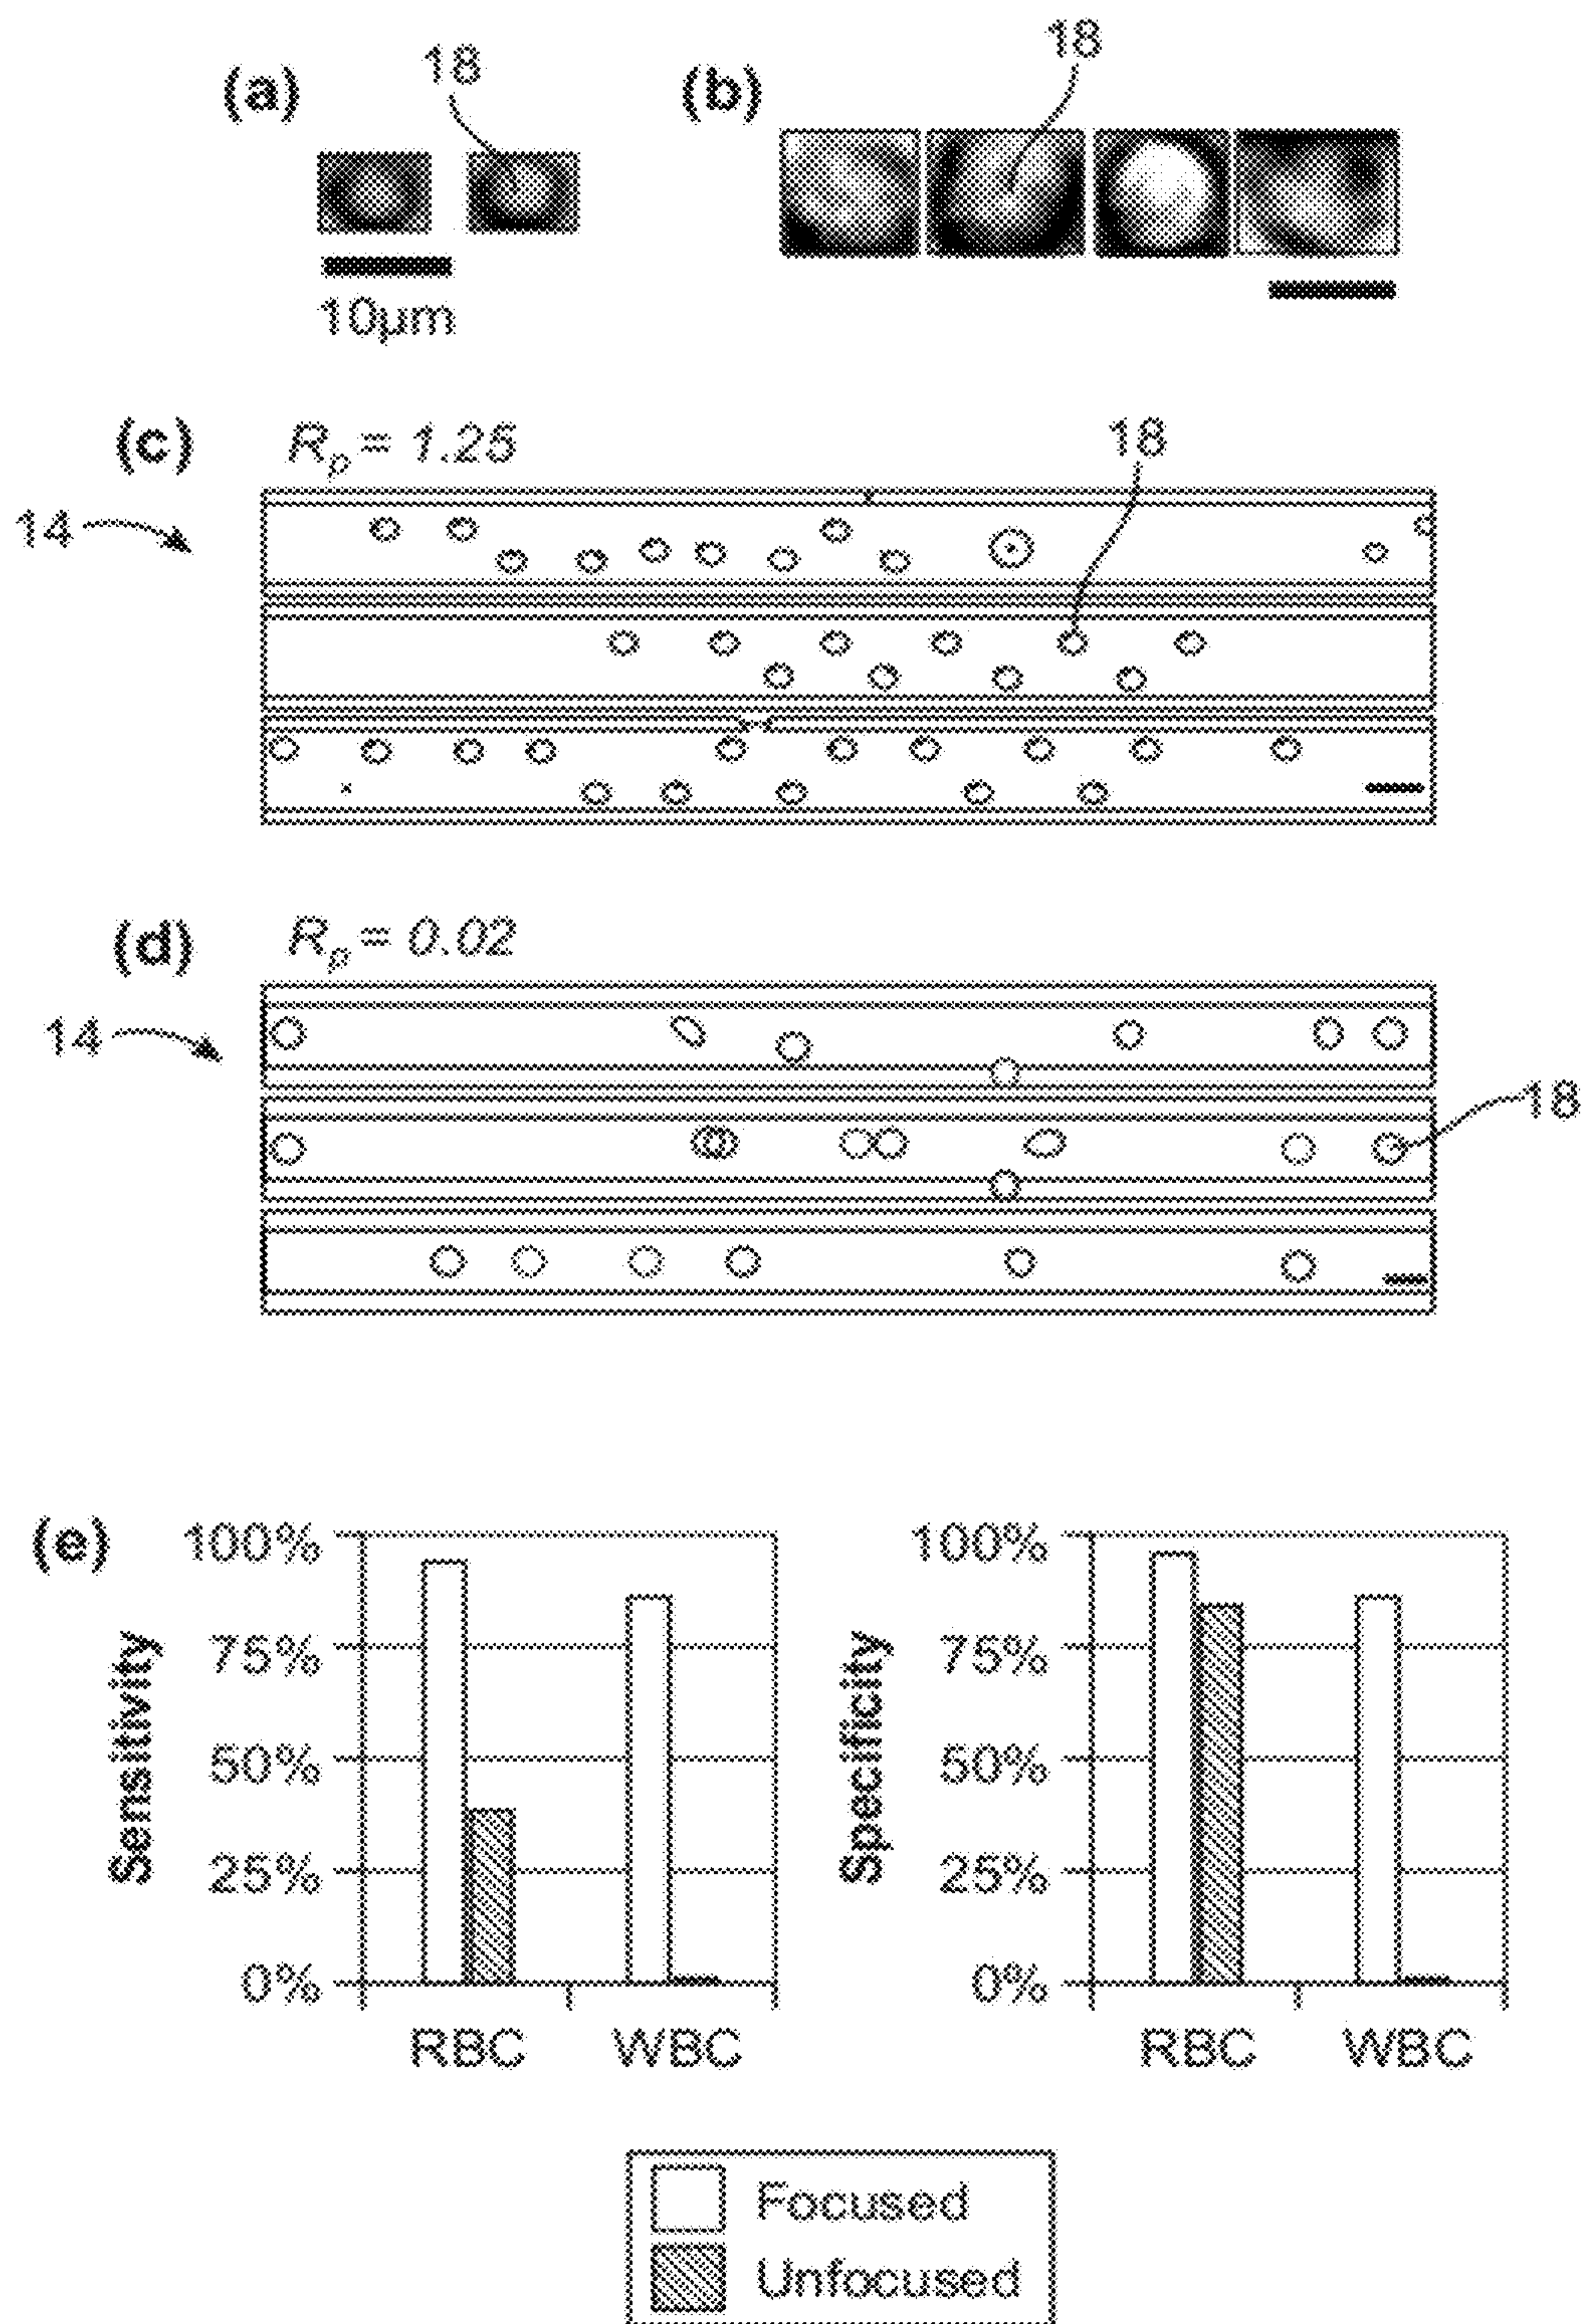 (a) 18
(b) 18
10µm
(c) Rp = 1.25 18
14
(d) Rp = 0.02
14
18
(e)
Sensitivity
100%
75%
50%
25%
0%
RBC WBC
Specificity
100%
75%
50%
25%
0%
RBC WBC
Focused
Unfocused